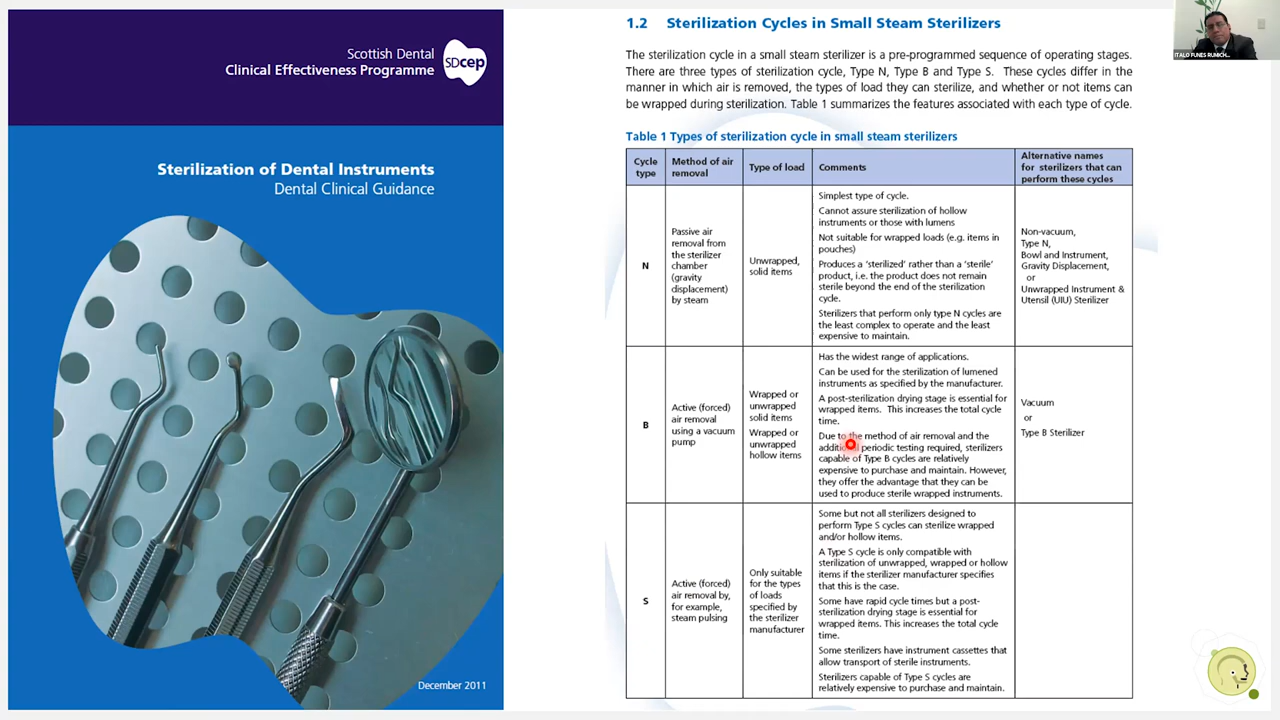 Scottish Dental
Clinical Effectiveness Programme
SDcep
Sterilization of Dental Instruments
Dental Clinical Guidance
December 2011
1.2 Sterilization Cycles in Small Steam Sterilizers
The sterilization cycle in a small steam sterilizer is a pre-programmed sequence of operating stages.
There are three types of sterilization cycle, Type N, Type B and Type S. These cycles differ in the
manner in which air is removed, the types of load they can sterilize, and whether or not items can
be wrapped during sterilization. Table 1 summarizes the features associated with each type of cycle.
Table 1 Types of sterilization cycle in small steam sterilizers
Cycle
type
Method of air
removal
Type of load
Comments
Alternative names
for sterilizers that can
perform these cycles
N
Passive air
removal from
the sterilizer
chamber
(gravity
displacement)
by steam
Unwrapped,
solid items
Simplest type of cycle.
Cannot assure sterilization of hollow
instruments or those with lumens
Not suitable for wrapped loads (e.g. items in
pouches)
Produces a ‘sterilized’ rather than a ‘sterile’
product, i.e. the product does not remain
sterile beyond the end of the sterilization
cycle.
Sterilizers that perform only type N cycles are
the least complex to operate and the least
expensive to maintain.
Non-vacuum,
Type N,
Bowl and Instrument,
Gravity Displacement,
or
Unwrapped Instrument &
Utensil (UIU) Sterilizer
B
Active (forced)
air removal
using a vacuum
pump
Wrapped or
unwrapped
solid items
Wrapped or
unwrapped
hollow items
Has the widest range of applications.
Can be used for the sterilization of lumened
instruments as specified by the manufacturer.
A post-sterilization drying stage is essential for
wrapped items. This increases the total cycle
time.
Due to the method of air removal and the
additional periodic testing required, sterilizers
capable of Type B cycles are relatively
expensive to purchase and maintain. However,
they offer the advantage that they can be
used to produce sterile wrapped instruments.
Vacuum
or
Type B Sterilizer
S
Active (forced)
air removal by,
for example,
steam pulsing
Only suitable
for the types
of loads
specified by
the sterilizer
manufacturer
Some but not all sterilizers designed to
perform Type S cycles can sterilize wrapped
and/or hollow items.
A Type S cycle is only compatible with
sterilization of unwrapped, wrapped or hollow
items if the sterilizer manufacturer specifies
that this is the case.
Some have rapid cycle times but a post-
sterilization drying stage is essential for
wrapped items. This increases the total cycle
time.
Some sterilizers have instrument cassettes that
allow transport of sterile instruments.
Sterilizers capable of Type S cycles are
relatively expensive to purchase and maintain.
ITALO FUNES RUMICH...